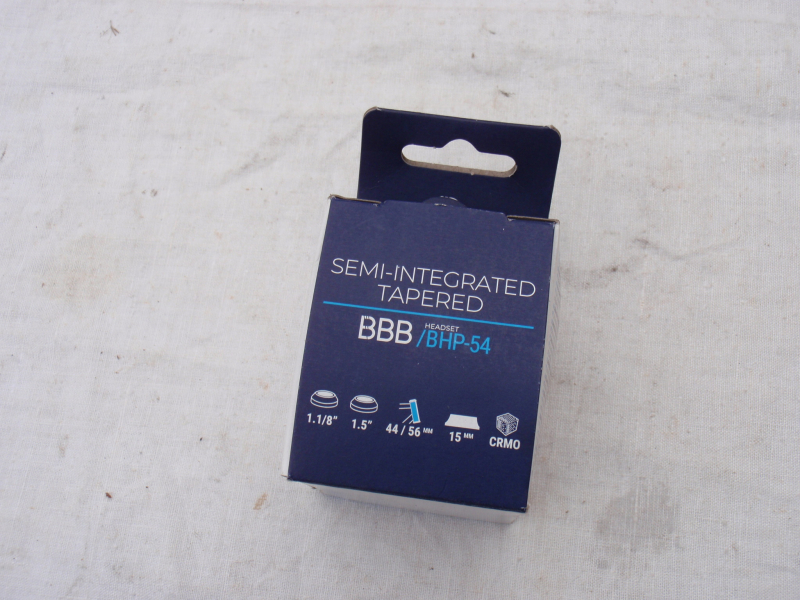 SEMI-INTEGRATED
TAPERED
BBB HEADSET
/BHP-54
1.1/8" 1.5" 44 / 56 MM 15 MM CRMO